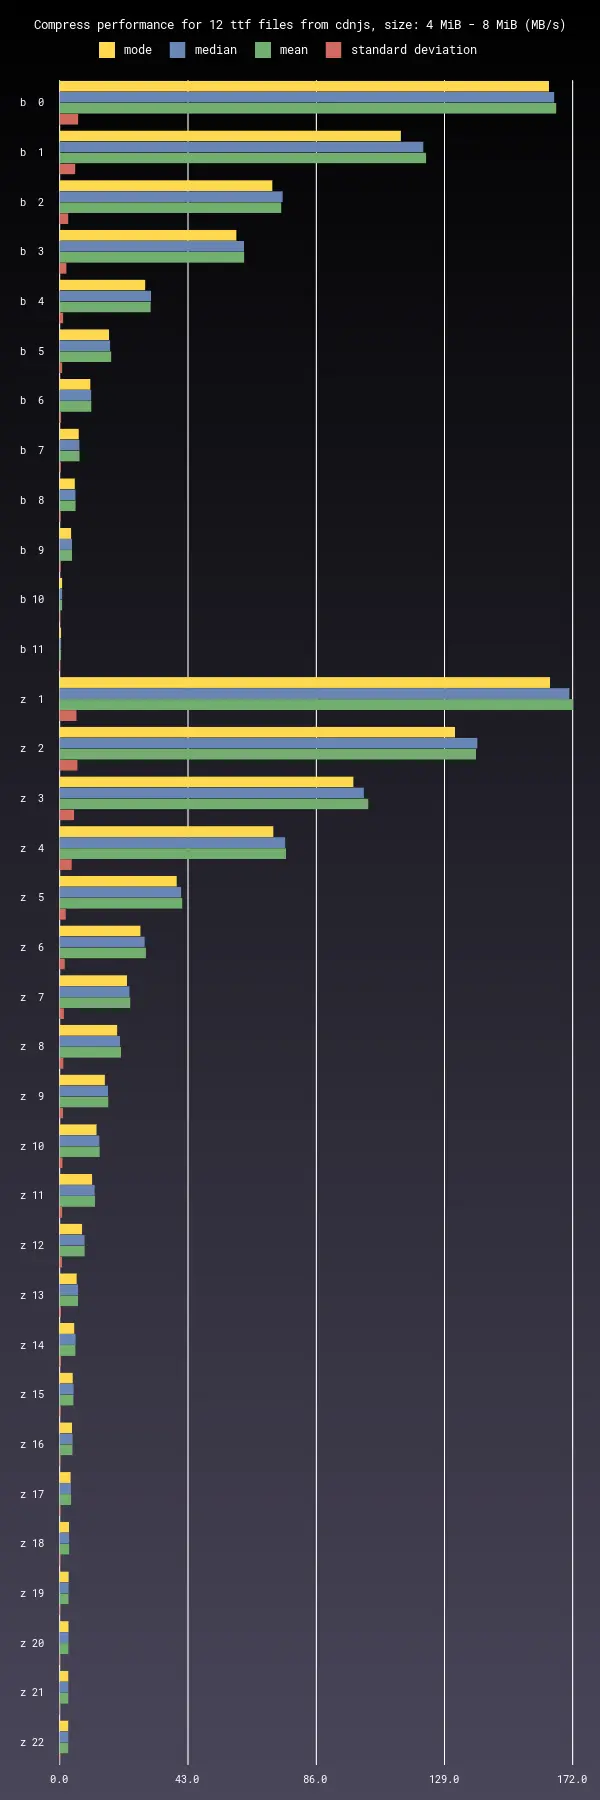 Compress performance for 12 ttf files from cdnjs, size: 4 MiB - 8 MiB (MB/s)
mode median mean standard deviation
b 0
b 1
b 2
b 3
b 4
b 5
b 6
b 7
b 8
b 9
b 10
b 11
z 1
z 2
z 3
z 4
z 5
z 6
z 7
z 8
z 9
z 10
z 11
z 12
z 13
z 14
z 15
z 16
z 17
z 18
z 19
z 20
z 21
z 22
0.0 43.0 86.0 129.0 172.0